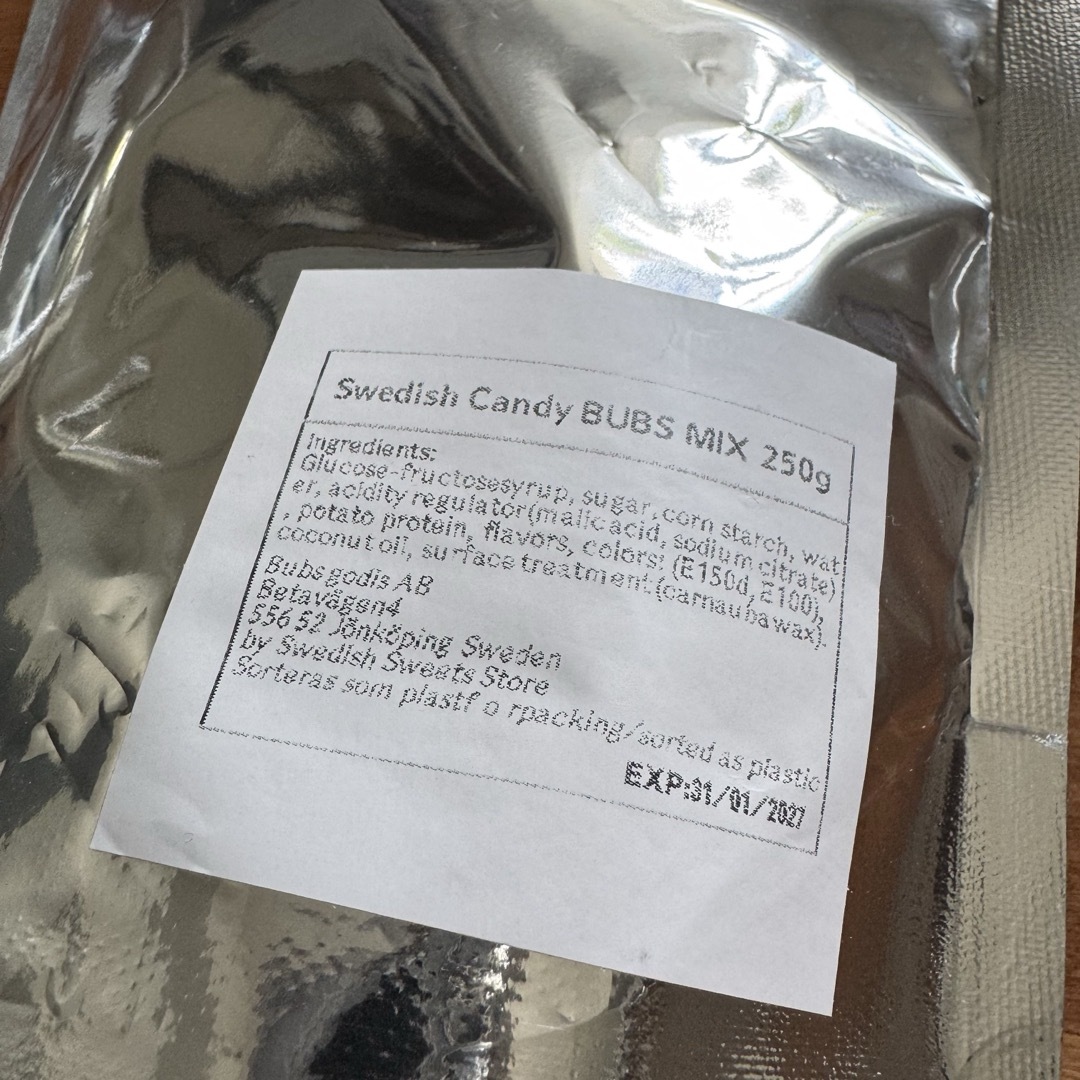 Swedish Candy BUBS MIX 250g
Ingredients:
Glucose-fructosesyrup, sugar, corn starch, wat
er, acidity regulator(malic acid, sodium citrate)
, potato protein, flavors, colors: (E150d, E100),
coconut oil, surface treatment (carnauba wax).
Bubs godis AB
Betavägen4
556 52 Jönköping Sweden
by Swedish Sweets Store
Sorteras som plastf o rpacking/sorted as plastic
EXP:31/01/2027